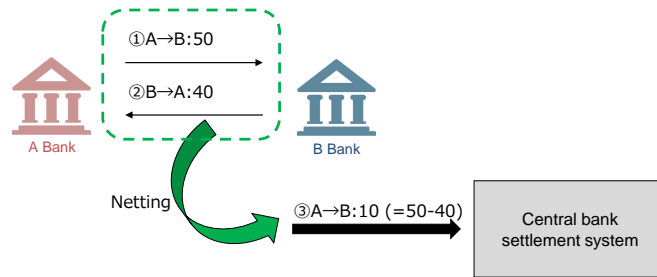 ①A→B:50
②B→A:40
A Bank
B Bank
Netting
③A→B:10 (=50-40)
Central bank
settlement system